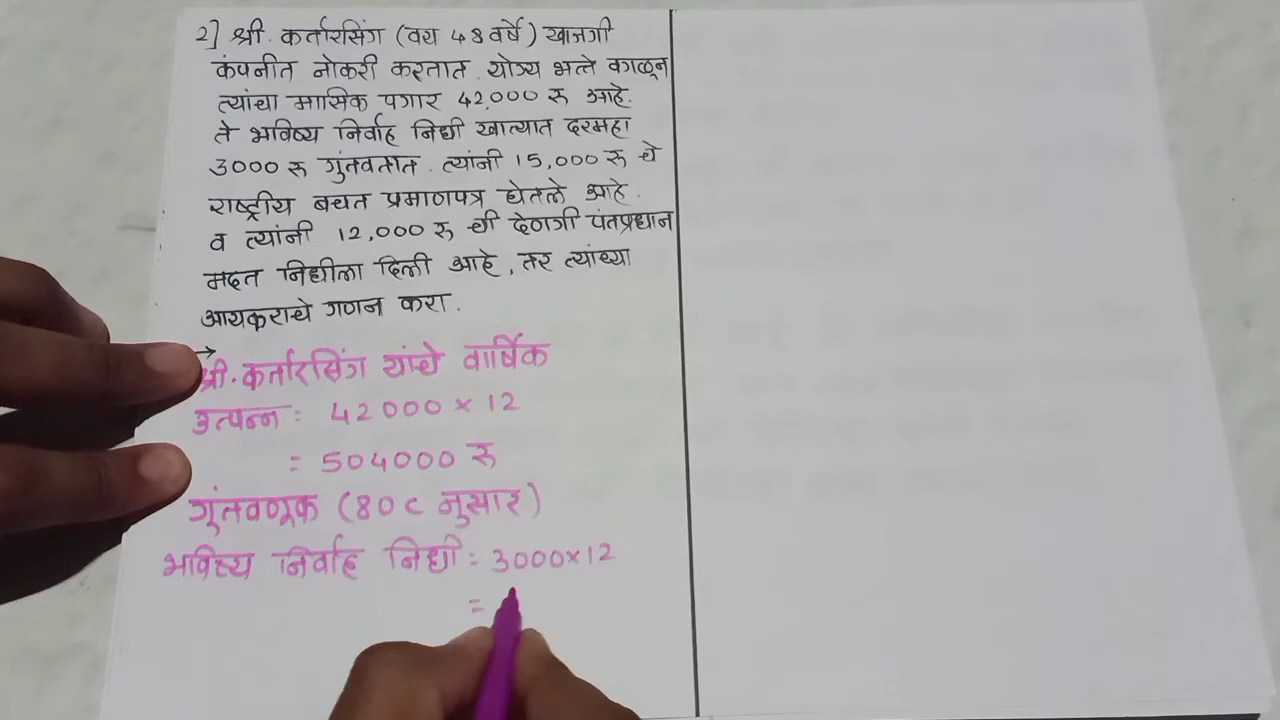 2] श्री. कर्तारसिंग (वय 48 वर्षे) खाजगी
कंपनीत नोकरी करतात. योग्य भत्ते काळून
त्यांचा मासिक पगार 42,000 रु आहे.
ते भविष्य निर्वाह निधी खात्यात दरमहा
3000 रु गुंतवतात. त्यांनी 15,000 रु चे
राष्ट्रीय बचत प्रमाणपत्र घेतले आहे.
व त्यांनी 12,000 रु ची देणगी पंतप्रधान
मदत निधीला दिली आहे, तर त्यांच्या
आयकराचे गणन करा.
→
श्री. कर्तारसिंग यांचे वार्षिक
उत्पन्न = 42000 × 12
= 504000 रु
गुंतवणूक (80 C नुसार)
भविष्य निर्वाह निधी = 3000×12
=